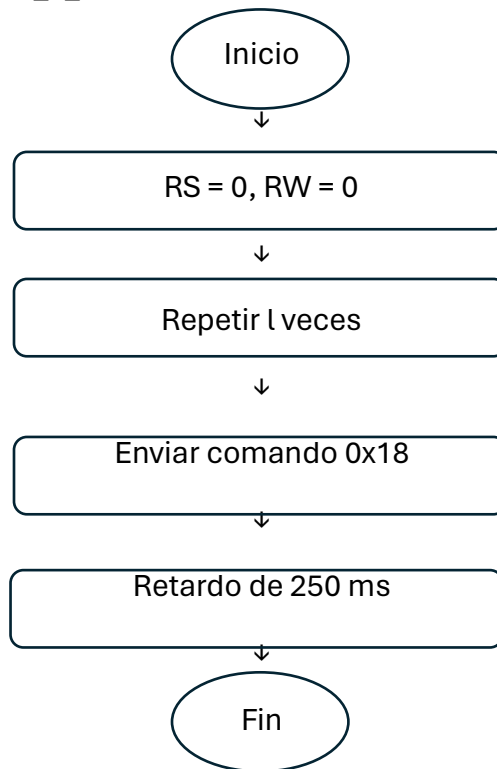 Inicio
↓
RS = 0, RW = 0
↓
Repetir l veces
↓
Enviar comando 0x18
↓
Retardo de 250 ms
↓
Fin